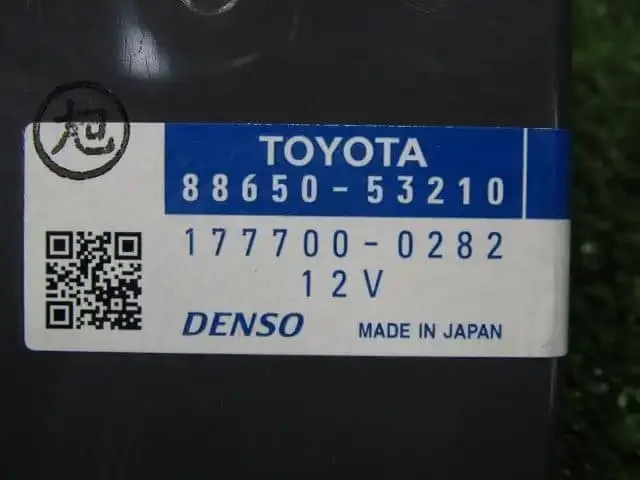 旭
TOYOTA
88650-53210
177700-0282
12V
DENSO
MADE IN JAPAN